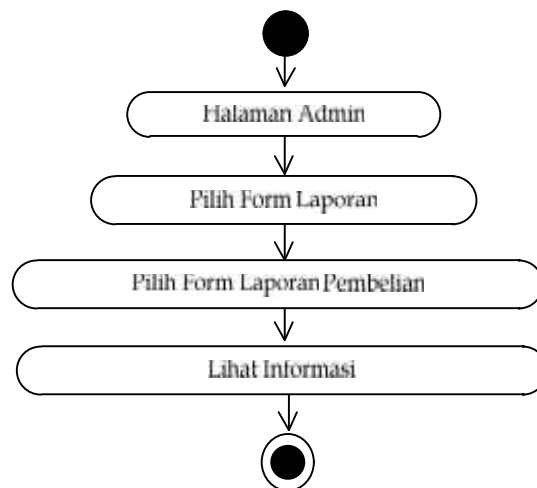 Halaman Admin
Pilih Form Laporan
Pilih Form Laporan Pembelian
Lihat Informasi